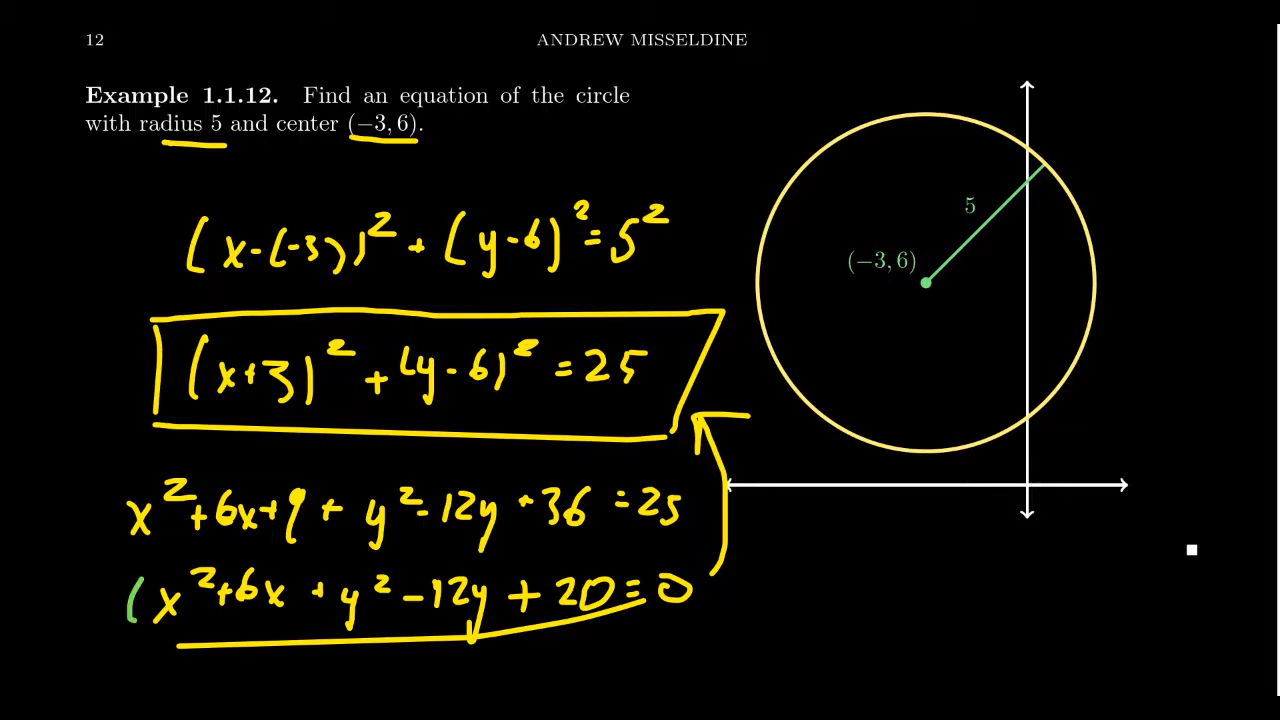 12 ANDREW MISSELDINE
Example 1.1.12. Find an equation of the circle
with radius 5 and center (−3, 6).
(x-(-3))² + (y-6)² = 5²
(x+3)² + (y-6)² = 25
x²+6x+9 + y²-12y+36 = 25
(x²+6x + y²-12y + 20 = 0
5
(−3, 6)